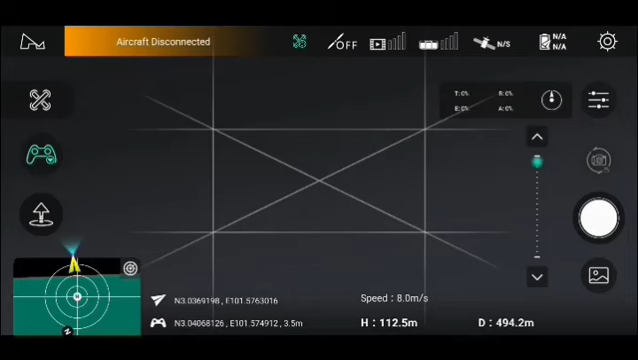 Aircraft Disconnected
OFF
N/S
N/A
N/A
T: 0% R: 0%
E: 0% A: 0%
N3.0369198 , E101.5763016
Speed : 8.0m/s
N3.04068126 , E101.574912 , 3.5m
H : 112.5m
D : 494.2m
N